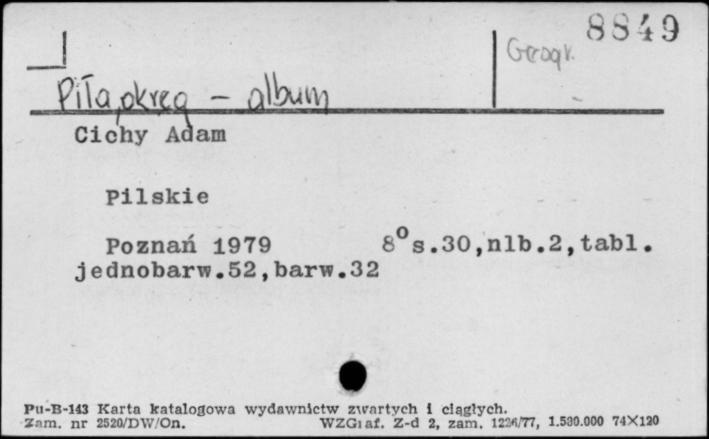 8849
Geogr.
Piła, okręg - album
Cichy Adam
Pilskie
Poznań 1979 8°s.30,nlb.2,tabl.
jednobarw.52,barw.32
Pu-B-143 Karta katalogowa wydawnictw zwartych i ciągłych.
Zam. nr 2520/DW/On. WZGraf. Z-d 2, zam. 1226/77, 1.500.000 74X120